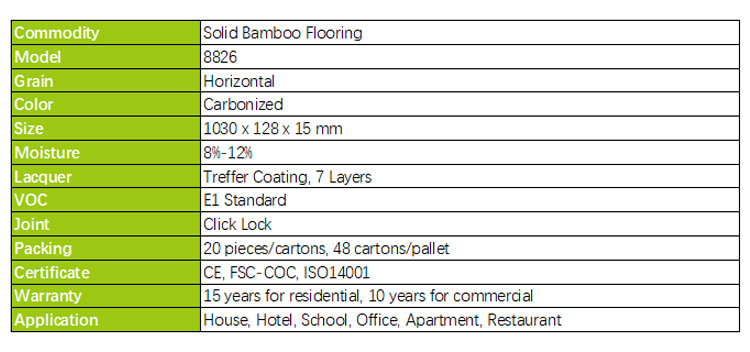 Commodity Solid Bamboo Flooring
Model 8826
Grain Horizontal
Color Carbonized
Size 1030 x 128 x 15 mm
Moisture 8%-12%
Lacquer Treffer Coating, 7 Layers
VOC E1 Standard
Joint Click Lock
Packing 20 pieces/cartons, 48 cartons/pallet
Certificate CE, FSC-COC, ISO14001
Warranty 15 years for residential, 10 years for commercial
Application House, Hotel, School, Office, Apartment, Restaurant